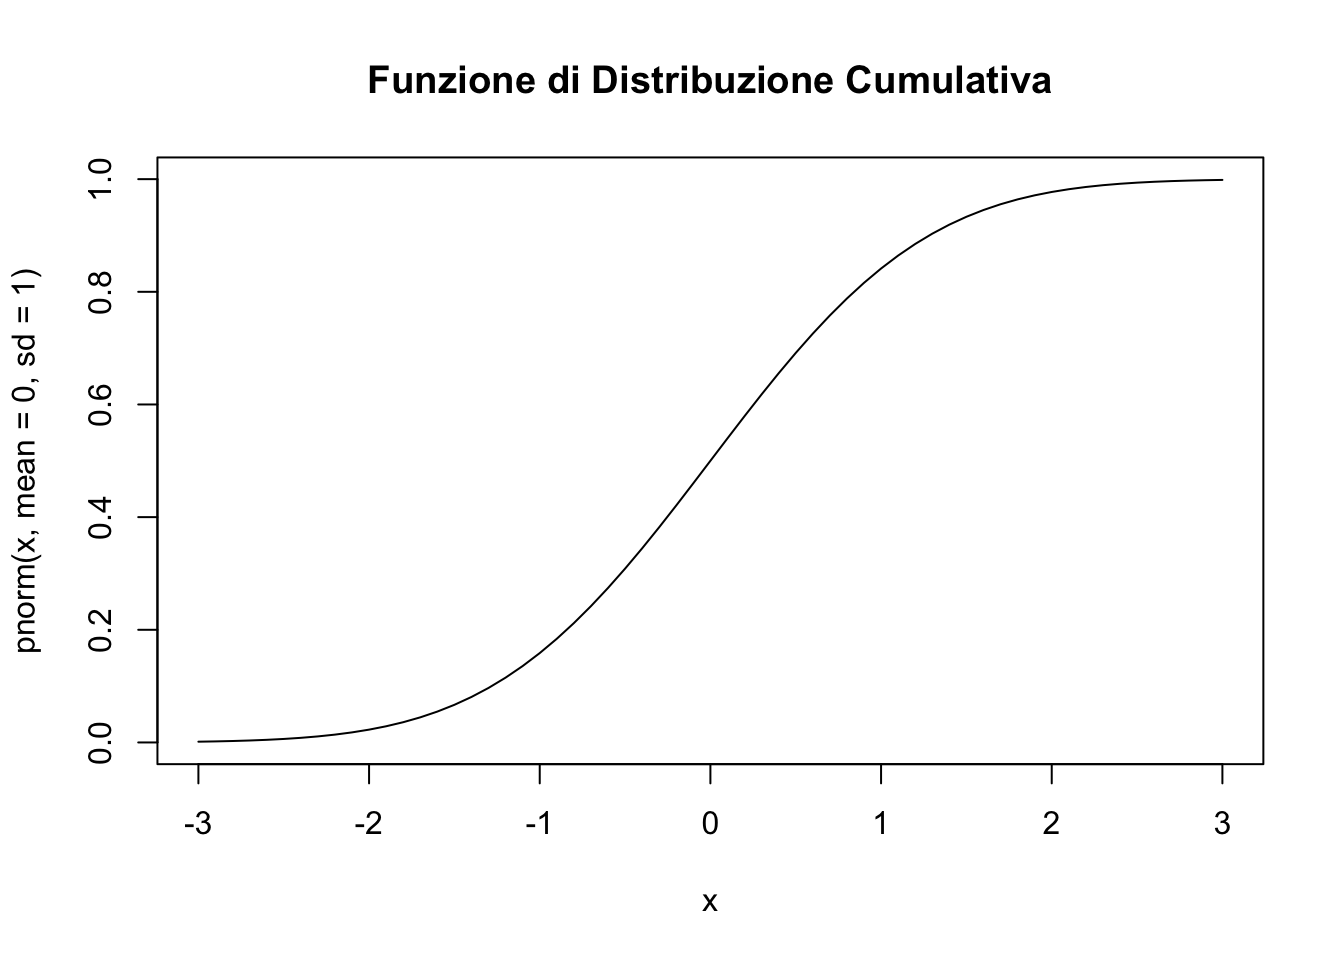 Funzione di Distribuzione Cumulativa
pnorm(x, mean = 0, sd = 1)
1.0
0.8
0.6
0.4
0.2
0.0
-3 -2 -1 0 1 2 3
x